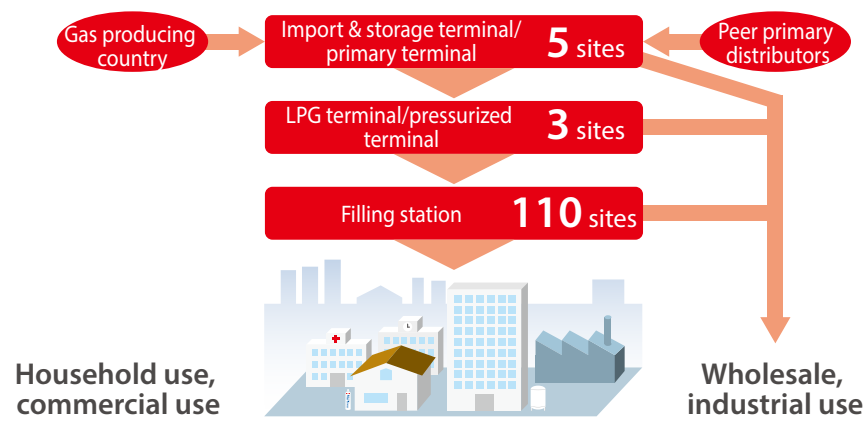 Gas producing
country
Import & storage terminal/
primary terminal
5 sites
Peer primary
distributors
LPG terminal/pressurized
terminal
3 sites
Filling station
110 sites
Household use,
commercial use
Wholesale,
industrial use